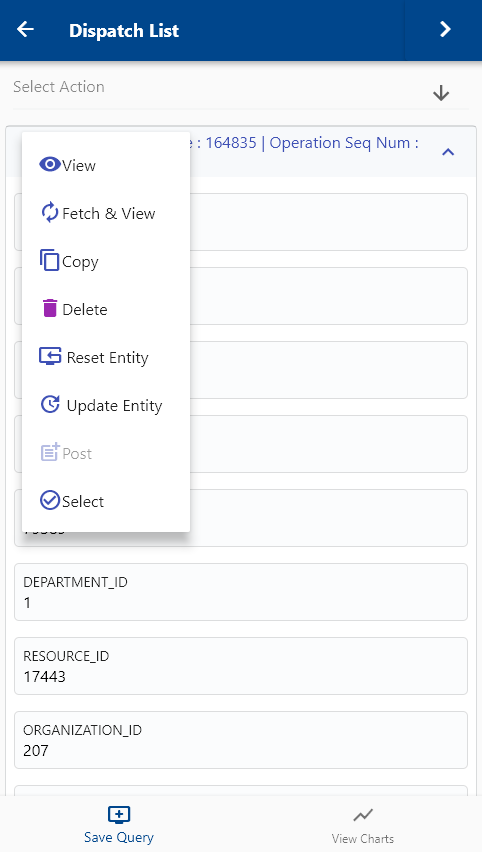 Dispatch List
Select Action
: 164835 | Operation Seq Num :
View
Fetch & View
Copy
Delete
Reset Entity
Update Entity
Post
Select
DEPARTMENT_ID
1
RESOURCE_ID
17443
ORGANIZATION_ID
207
Save Query
View Charts